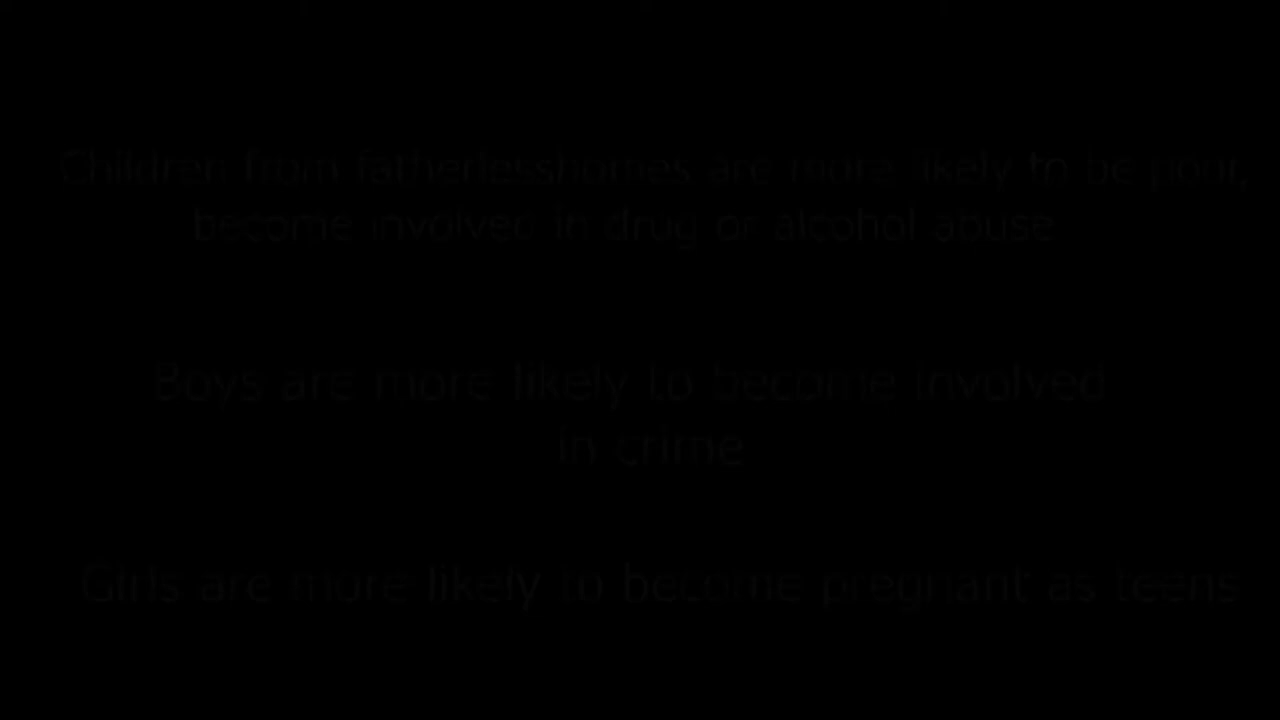 Children from fatherlesshomes are more likely to be poor,
become involved in drug or alcohol abuse
Boys are more likely to become involved
in crime
Girls are more likely to become pregnant as teens